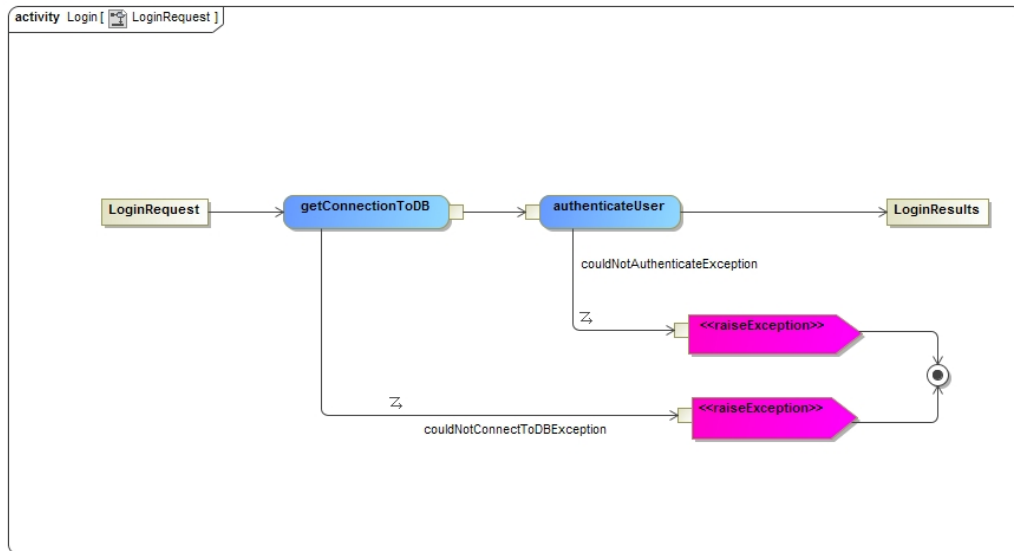 activity Login [ LoginRequest ]
LoginRequest
getConnectionToDB
authenticateUser
LoginResults
couldNotAuthenticateException
<<raiseException>>
<<raiseException>>
couldNotConnectToDBException